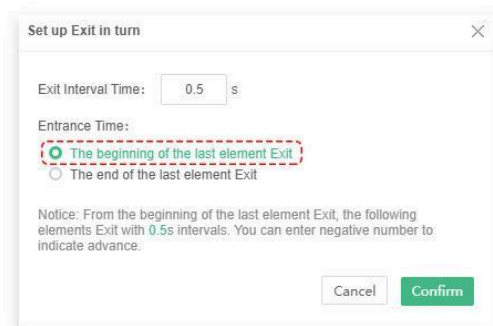 Set up Exit in turn
Exit Interval Time: 0.5 s
Entrance Time:
The beginning of the last element Exit
The end of the last element Exit
Notice: From the beginning of the last element Exit, the following
elements Exit with 0.5s intervals. You can enter negative number to
indicate advance.
Cancel Confirm